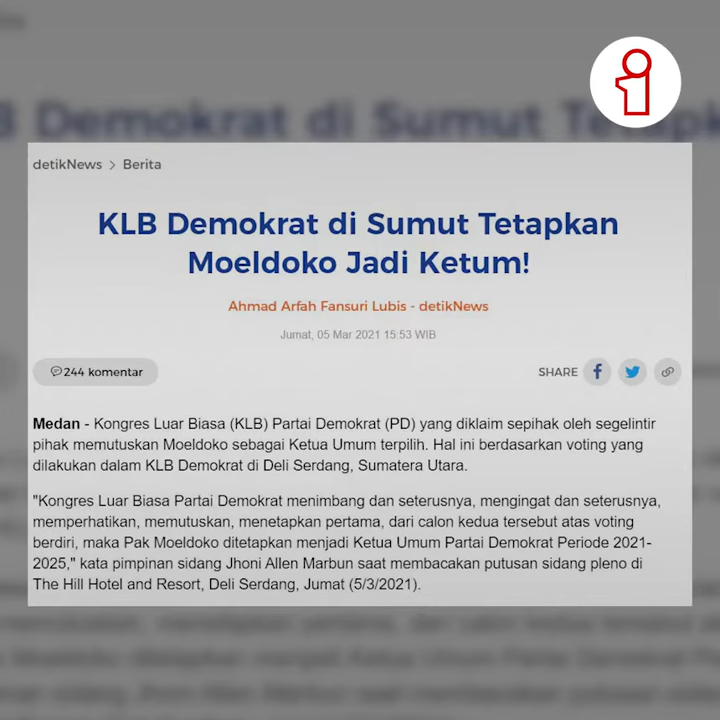 detikNews > Berita
KLB Demokrat di Sumut Tetapkan
Moeldoko Jadi Ketum!
Ahmad Arfah Fansuri Lubis - detikNews
Jumat, 05 Mar 2021 15:53 WIB
244 komentar
SHARE
Medan - Kongres Luar Biasa (KLB) Partai Demokrat (PD) yang diklaim sepihak oleh segelintir
pihak memutuskan Moeldoko sebagai Ketua Umum terpilih. Hal ini berdasarkan voting yang
dilakukan dalam KLB Demokrat di Deli Serdang, Sumatera Utara.
"Kongres Luar Biasa Partai Demokrat menimbang dan seterusnya, mengingat dan seterusnya,
memperhatikan, memutuskan, menetapkan pertama, dari calon kedua tersebut atas voting
berdiri, maka Pak Moeldoko ditetapkan menjadi Ketua Umum Partai Demokrat Periode 2021-
2025," kata pimpinan sidang Jhoni Allen Marbun saat membacakan putusan sidang pleno di
The Hill Hotel and Resort, Deli Serdang, Jumat (5/3/2021).